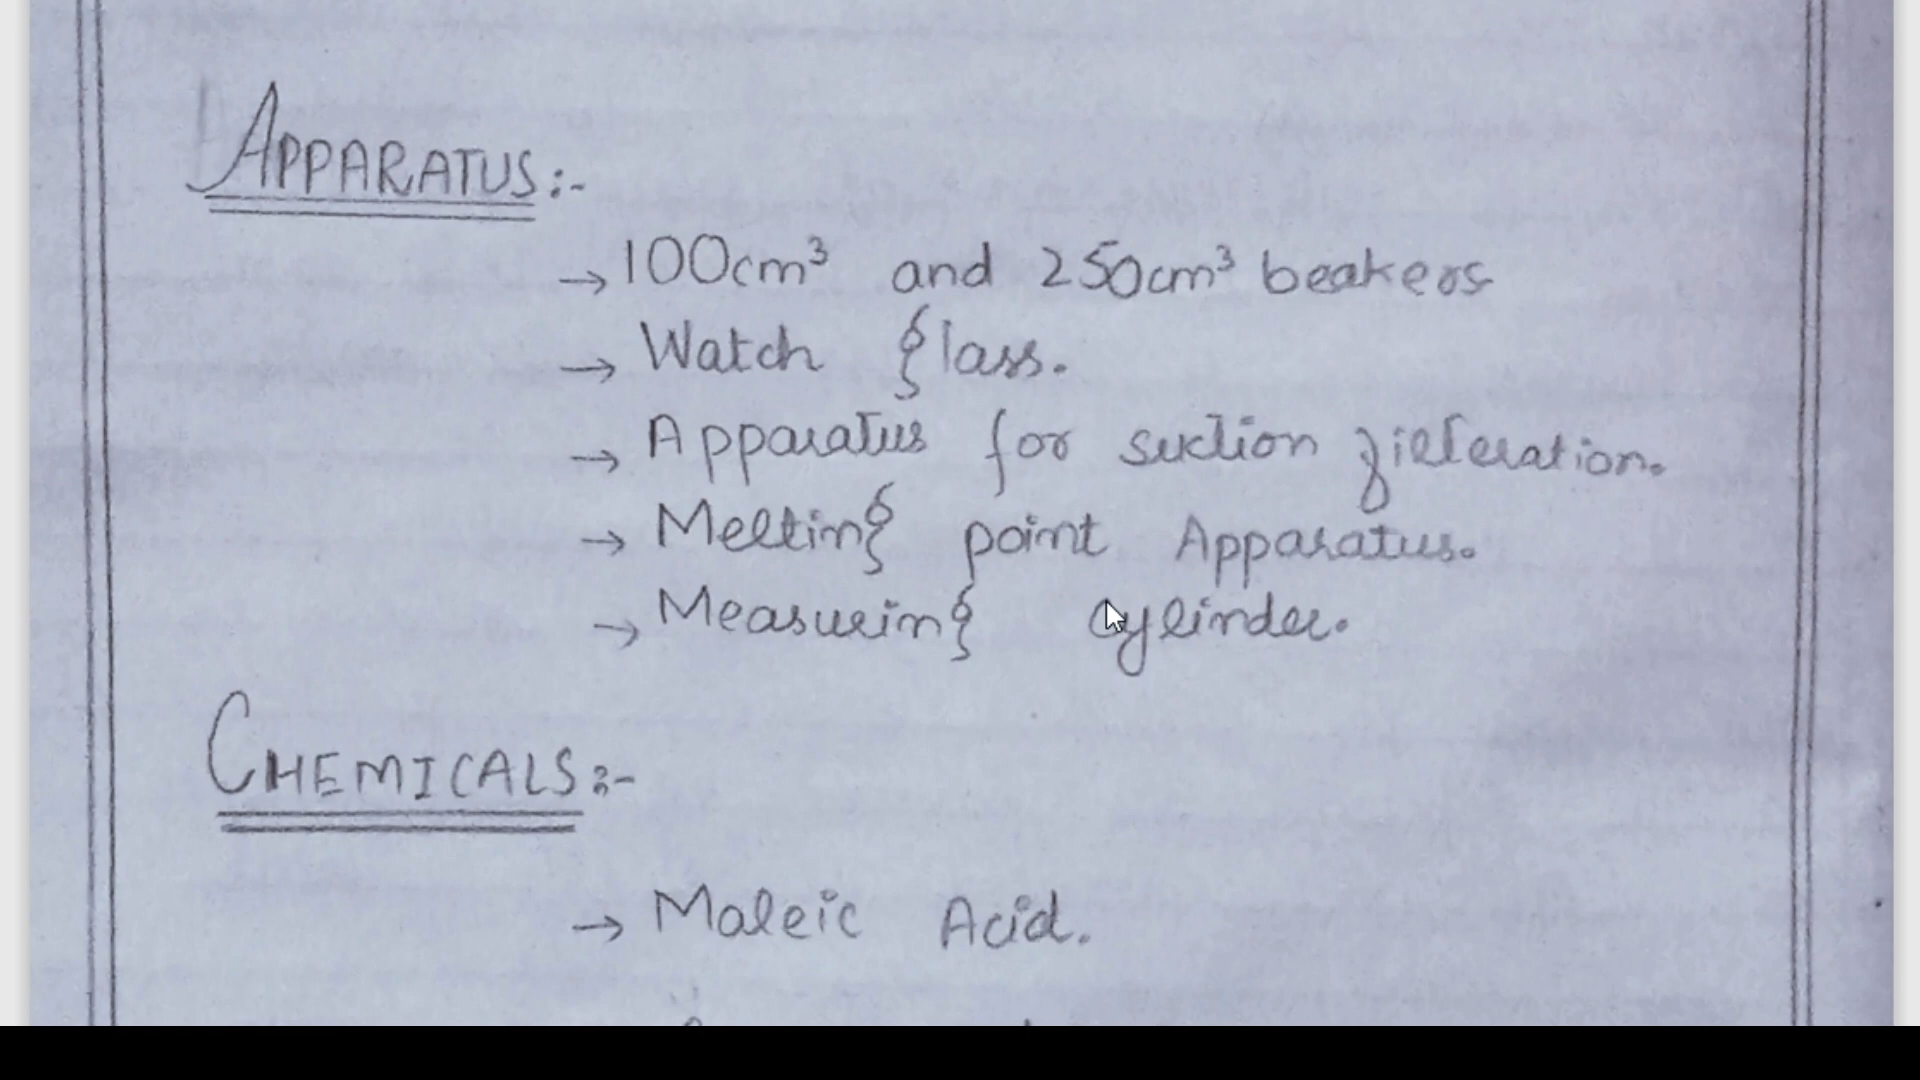 APPARATUS:-
→ 100cm³ and 250cm³ beakers
→ Watch glass.
→ Apparatus for suction filteration.
→ Melting point Apparatus.
→ Measuring Cylinder.
CHEMICALS:-
→ Maleic Acid.